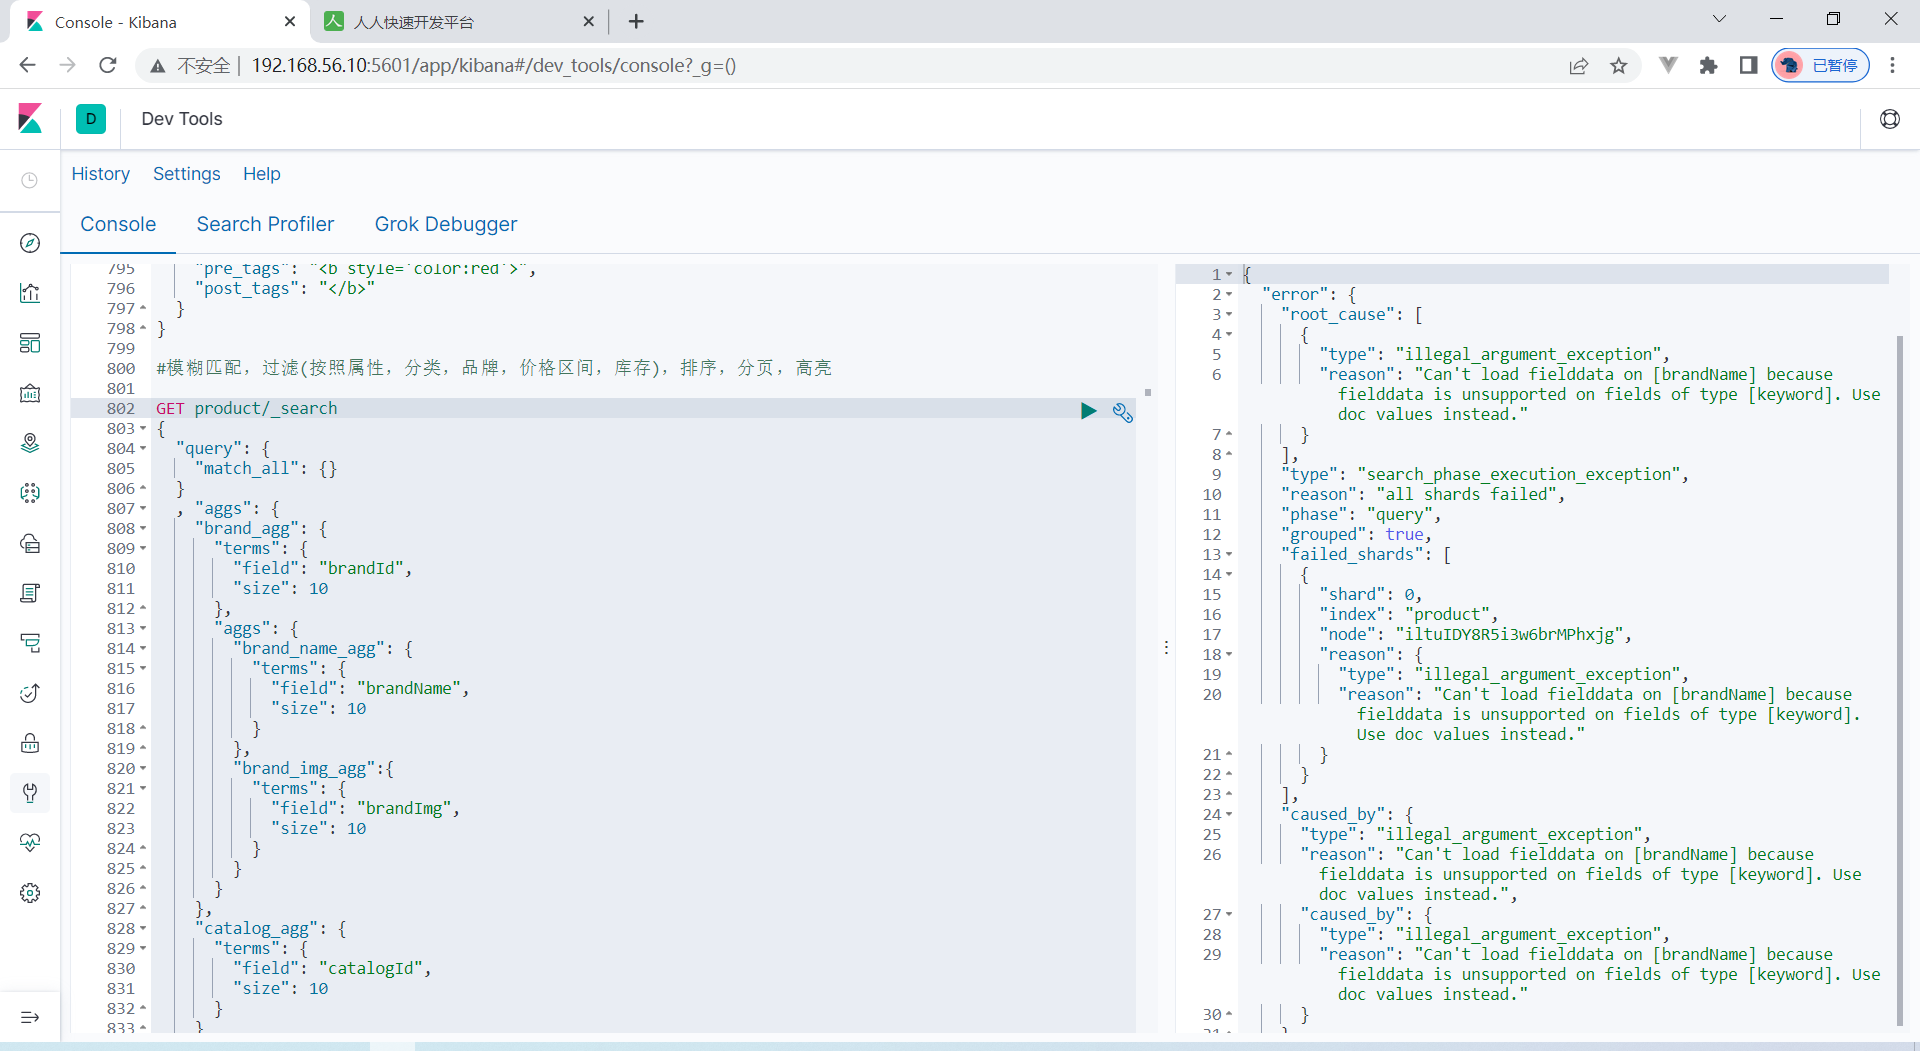 Console - Kibana
人人快速开发平台
不安全 | 192.168.56.10:5601/app/kibana#/dev_tools/console?_g=()
已暂停
D
Dev Tools
History Settings Help
Console Search Profiler Grok Debugger
795 "pre_tags": "<b style='color:red'>",
796 "post_tags": "</b>"
797 }
798 }
799
800 #模糊匹配，过滤(按照属性，分类，品牌，价格区间，库存)，排序，分页，高亮
801
802 GET product/_search
803 {
804 "query": {
805 "match_all": {}
806 }
807 , "aggs": {
808 "brand_agg": {
809 "terms": {
810 "field": "brandId",
811 "size": 10
812 },
813 "aggs": {
814 "brand_name_agg": {
815 "terms": {
816 "field": "brandName",
817 "size": 10
818 }
819 },
820 "brand_img_agg":{
821 "terms": {
822 "field": "brandImg",
823 "size": 10
824 }
825 }
826 }
827 },
828 "catalog_agg": {
829 "terms": {
830 "field": "catalogId",
831 "size": 10
832 }
833 }
1 {
2 "error": {
3 "root_cause": [
4 {
5 "type": "illegal_argument_exception",
6 "reason": "Can't load fielddata on [brandName] because
fielddata is unsupported on fields of type [keyword]. Use
doc values instead."
7 }
8 ],
9 "type": "search_phase_execution_exception",
10 "reason": "all shards failed",
11 "phase": "query",
12 "grouped": true,
13 "failed_shards": [
14 {
15 "shard": 0,
16 "index": "product",
17 "node": "iltuIDY8R5i3w6brMPhxjg",
18 "reason": {
19 "type": "illegal_argument_exception",
20 "reason": "Can't load fielddata on [brandName] because
fielddata is unsupported on fields of type [keyword].
Use doc values instead."
21 }
22 }
23 ],
24 "caused_by": {
25 "type": "illegal_argument_exception",
26 "reason": "Can't load fielddata on [brandName] because
fielddata is unsupported on fields of type [keyword]. Use
doc values instead.",
27 "caused_by": {
28 "type": "illegal_argument_exception",
29 "reason": "Can't load fielddata on [brandName] because
fielddata is unsupported on fields of type [keyword]. Use
doc values instead."
30 }
31 }